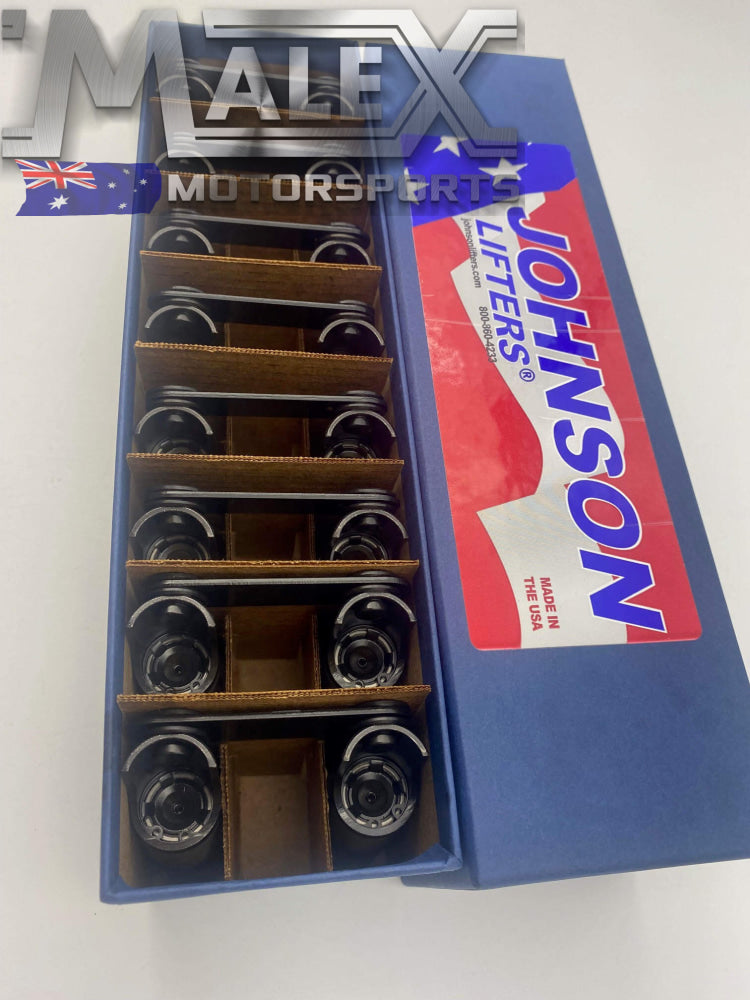 MALEX
MOTORSPORTS
JOHNSON
LIFTERS®
johnsonlifters.com 800-860-4233
MADE IN
THE USA